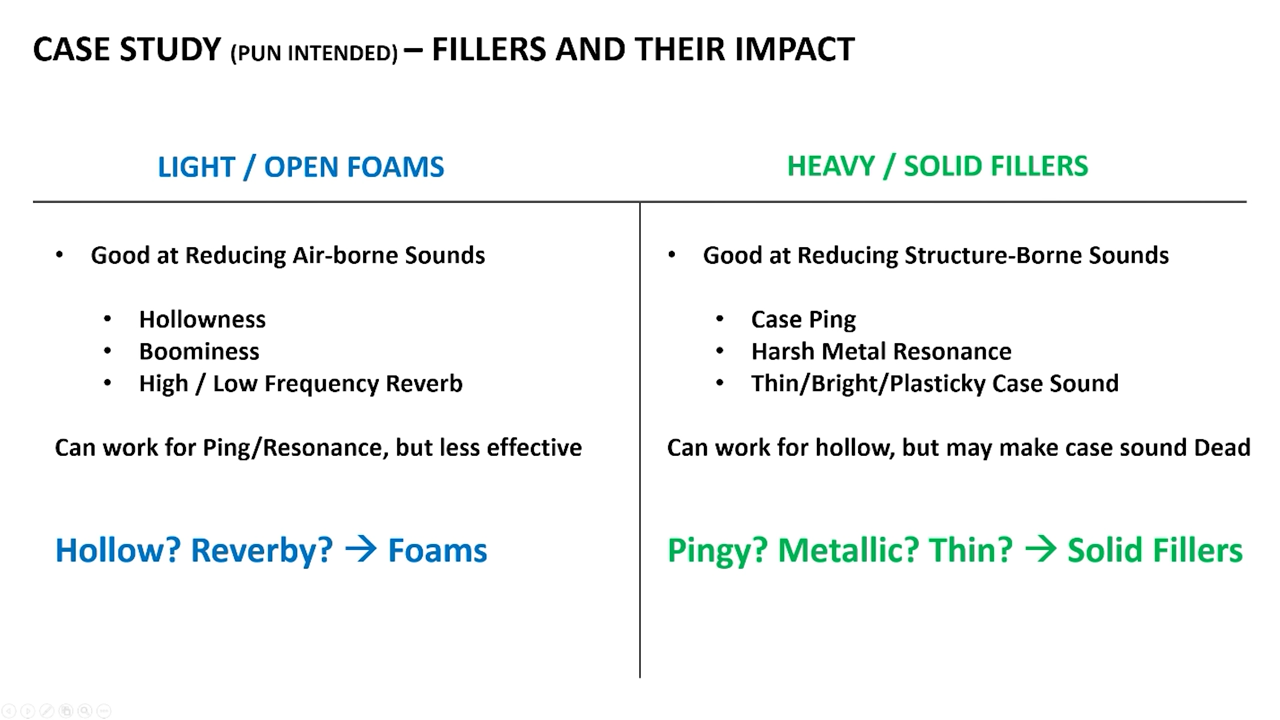 CASE STUDY (PUN INTENDED) – FILLERS AND THEIR IMPACT
LIGHT / OPEN FOAMS
• Good at Reducing Air-borne Sounds
• Hollowness
• Boominess
• High / Low Frequency Reverb
Can work for Ping/Resonance, but less effective
Hollow? Reverby? → Foams
HEAVY / SOLID FILLERS
• Good at Reducing Structure-Borne Sounds
• Case Ping
• Harsh Metal Resonance
• Thin/Bright/Plasticky Case Sound
Can work for hollow, but may make case sound Dead
Pingy? Metallic? Thin? → Solid Fillers